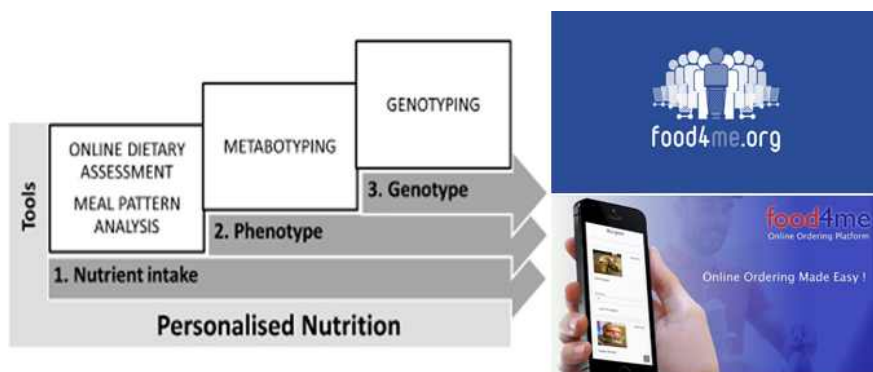 ONLINE DIETARY
ASSESSMENT
MEAL PATTERN
ANALYSIS
METABOTYPING
GENOTYPING
Tools
3. Genotype
2. Phenotype
1. Nutrient intake
Personalised Nutrition
food4me.org
food4me
Online Ordering Platform
Online Ordering Made Easy !